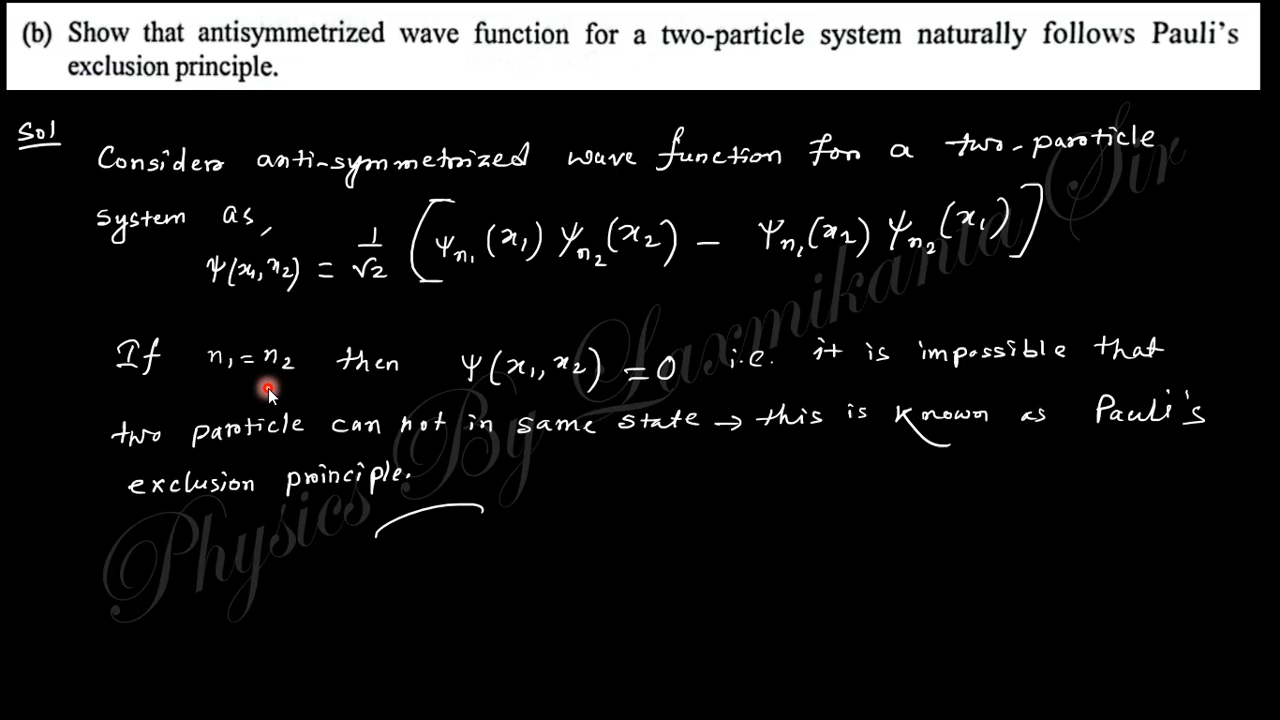 (b) Show that antisymmetrized wave function for a two-particle system naturally follows Pauli's
exclusion principle.
Sol
Consider anti-symmetrized wave function for a two-particle
system as,
Ψ(x₁,x₂) = 1/√2 [Ψn₁(x₁) Ψn₂(x₂) − Ψn₁(x₂) Ψn₂(x₁)]
If n₁ = n₂ then Ψ(x₁,x₂) = 0 i.e. it is impossible that
two particle can not in same state → this is known as Pauli's
exclusion principle.
Physics By Laxmikanta Sir